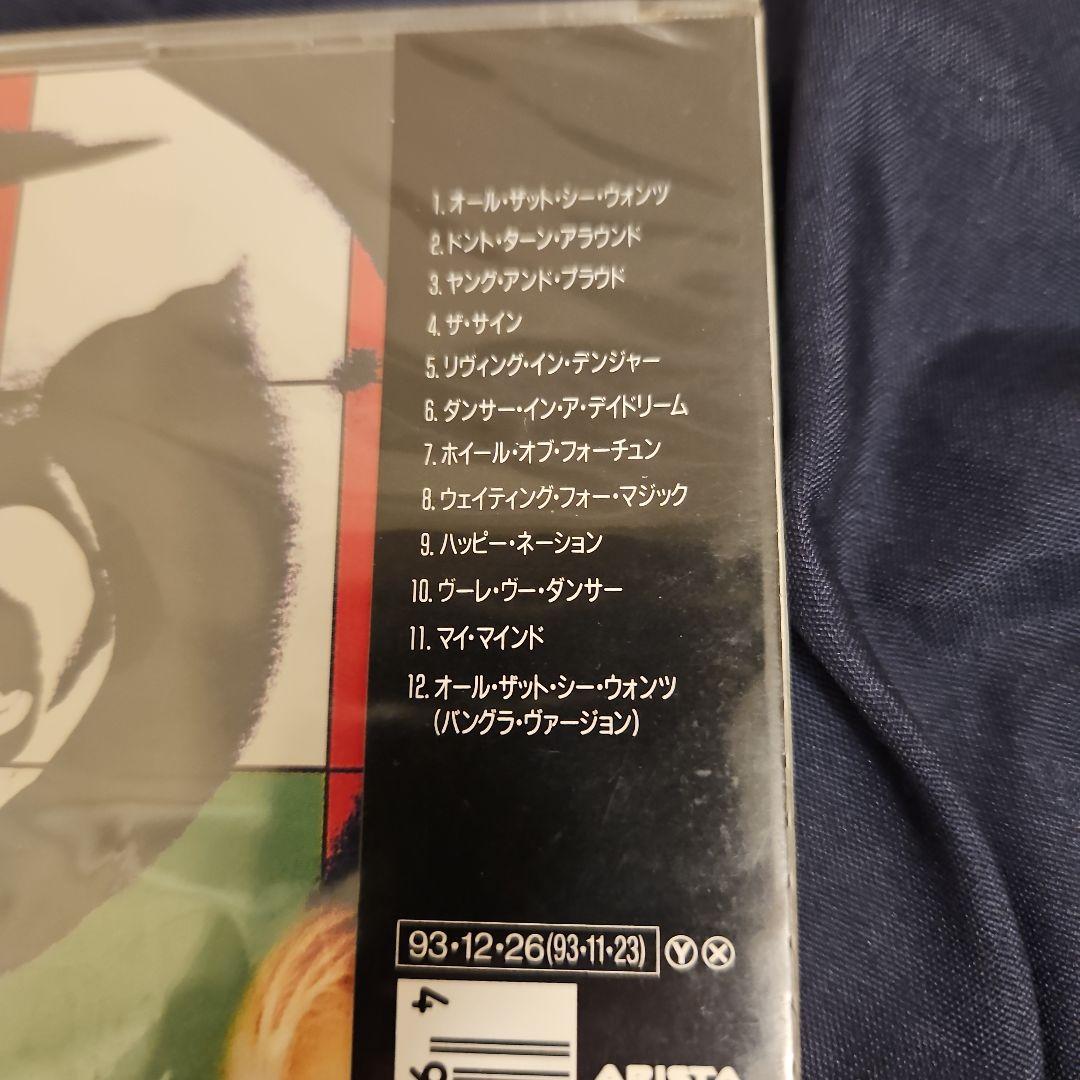 1. オール・ザット・シー・ウォンツ
2. ドント・ターン・アラウンド
3. ヤング・アンド・プラウド
4. ザ・サイン
5. リヴィング・イン・デンジャー
6. ダンサー・イン・ア・デイドリーム
7. ホイール・オブ・フォーチュン
8. ウェイティング・フォー・マジック
9. ハッピー・ネーション
10. ヴーレ・ヴー・ダンサー
11. マイ・マインド
12. オール・ザット・シー・ウォンツ
(バングラ・ヴァージョン)
93・12・26(93・11・23) Ⓨ Ⓧ
4
ARISTA